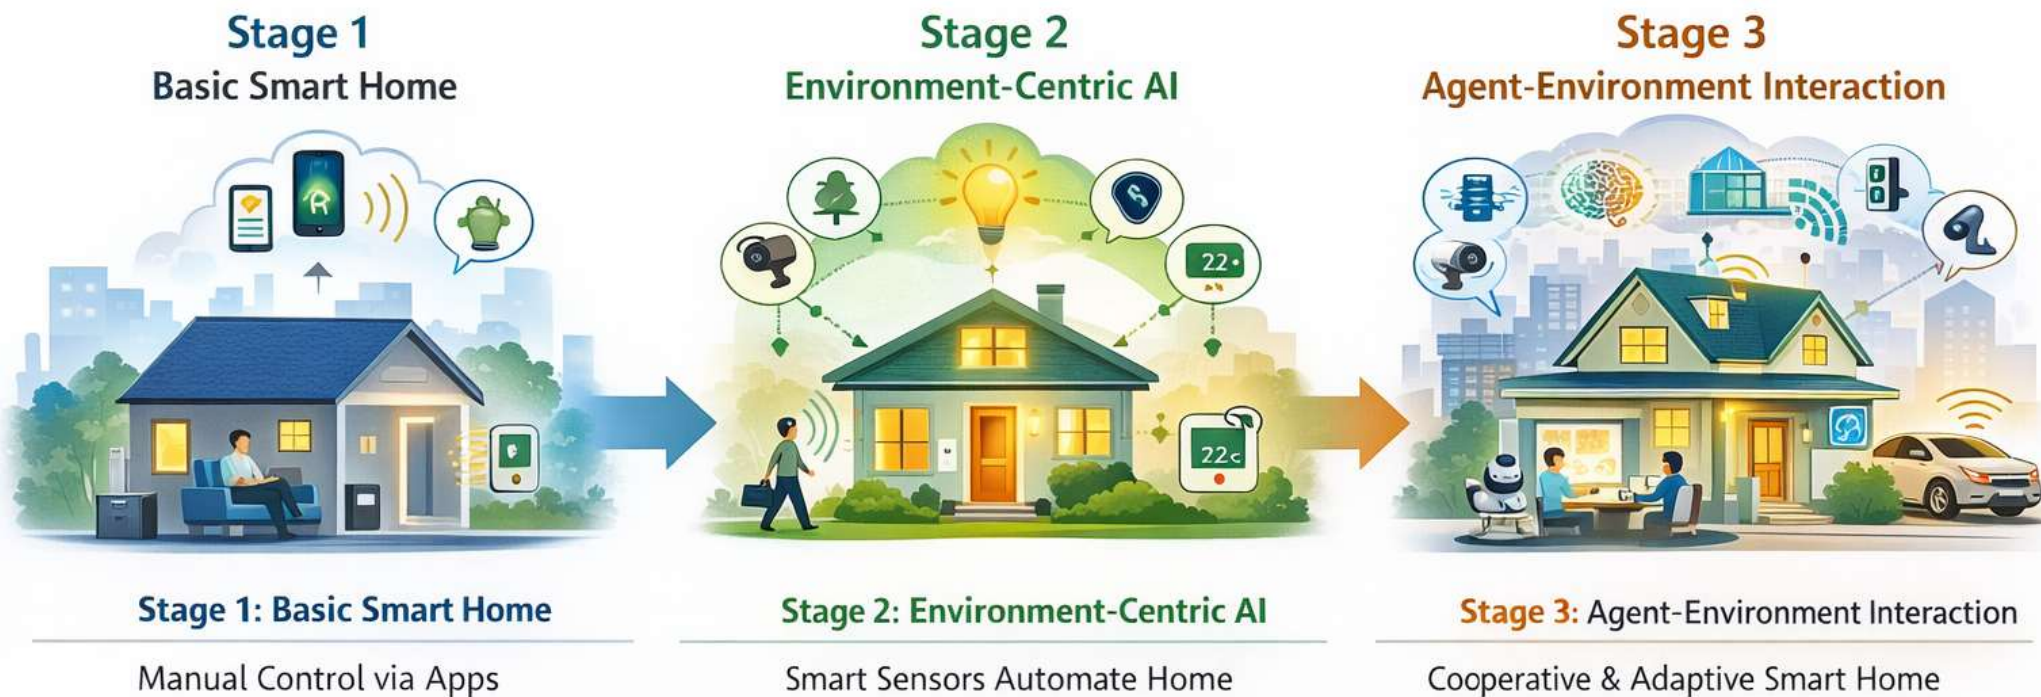 Stage 1
Basic Smart Home
Stage 2
Environment-Centric AI
Stage 3
Agent-Environment Interaction
R
22
22c
Stage 1: Basic Smart Home
Manual Control via Apps
Stage 2: Environment-Centric AI
Smart Sensors Automate Home
Stage 3: Agent-Environment Interaction
Cooperative & Adaptive Smart Home